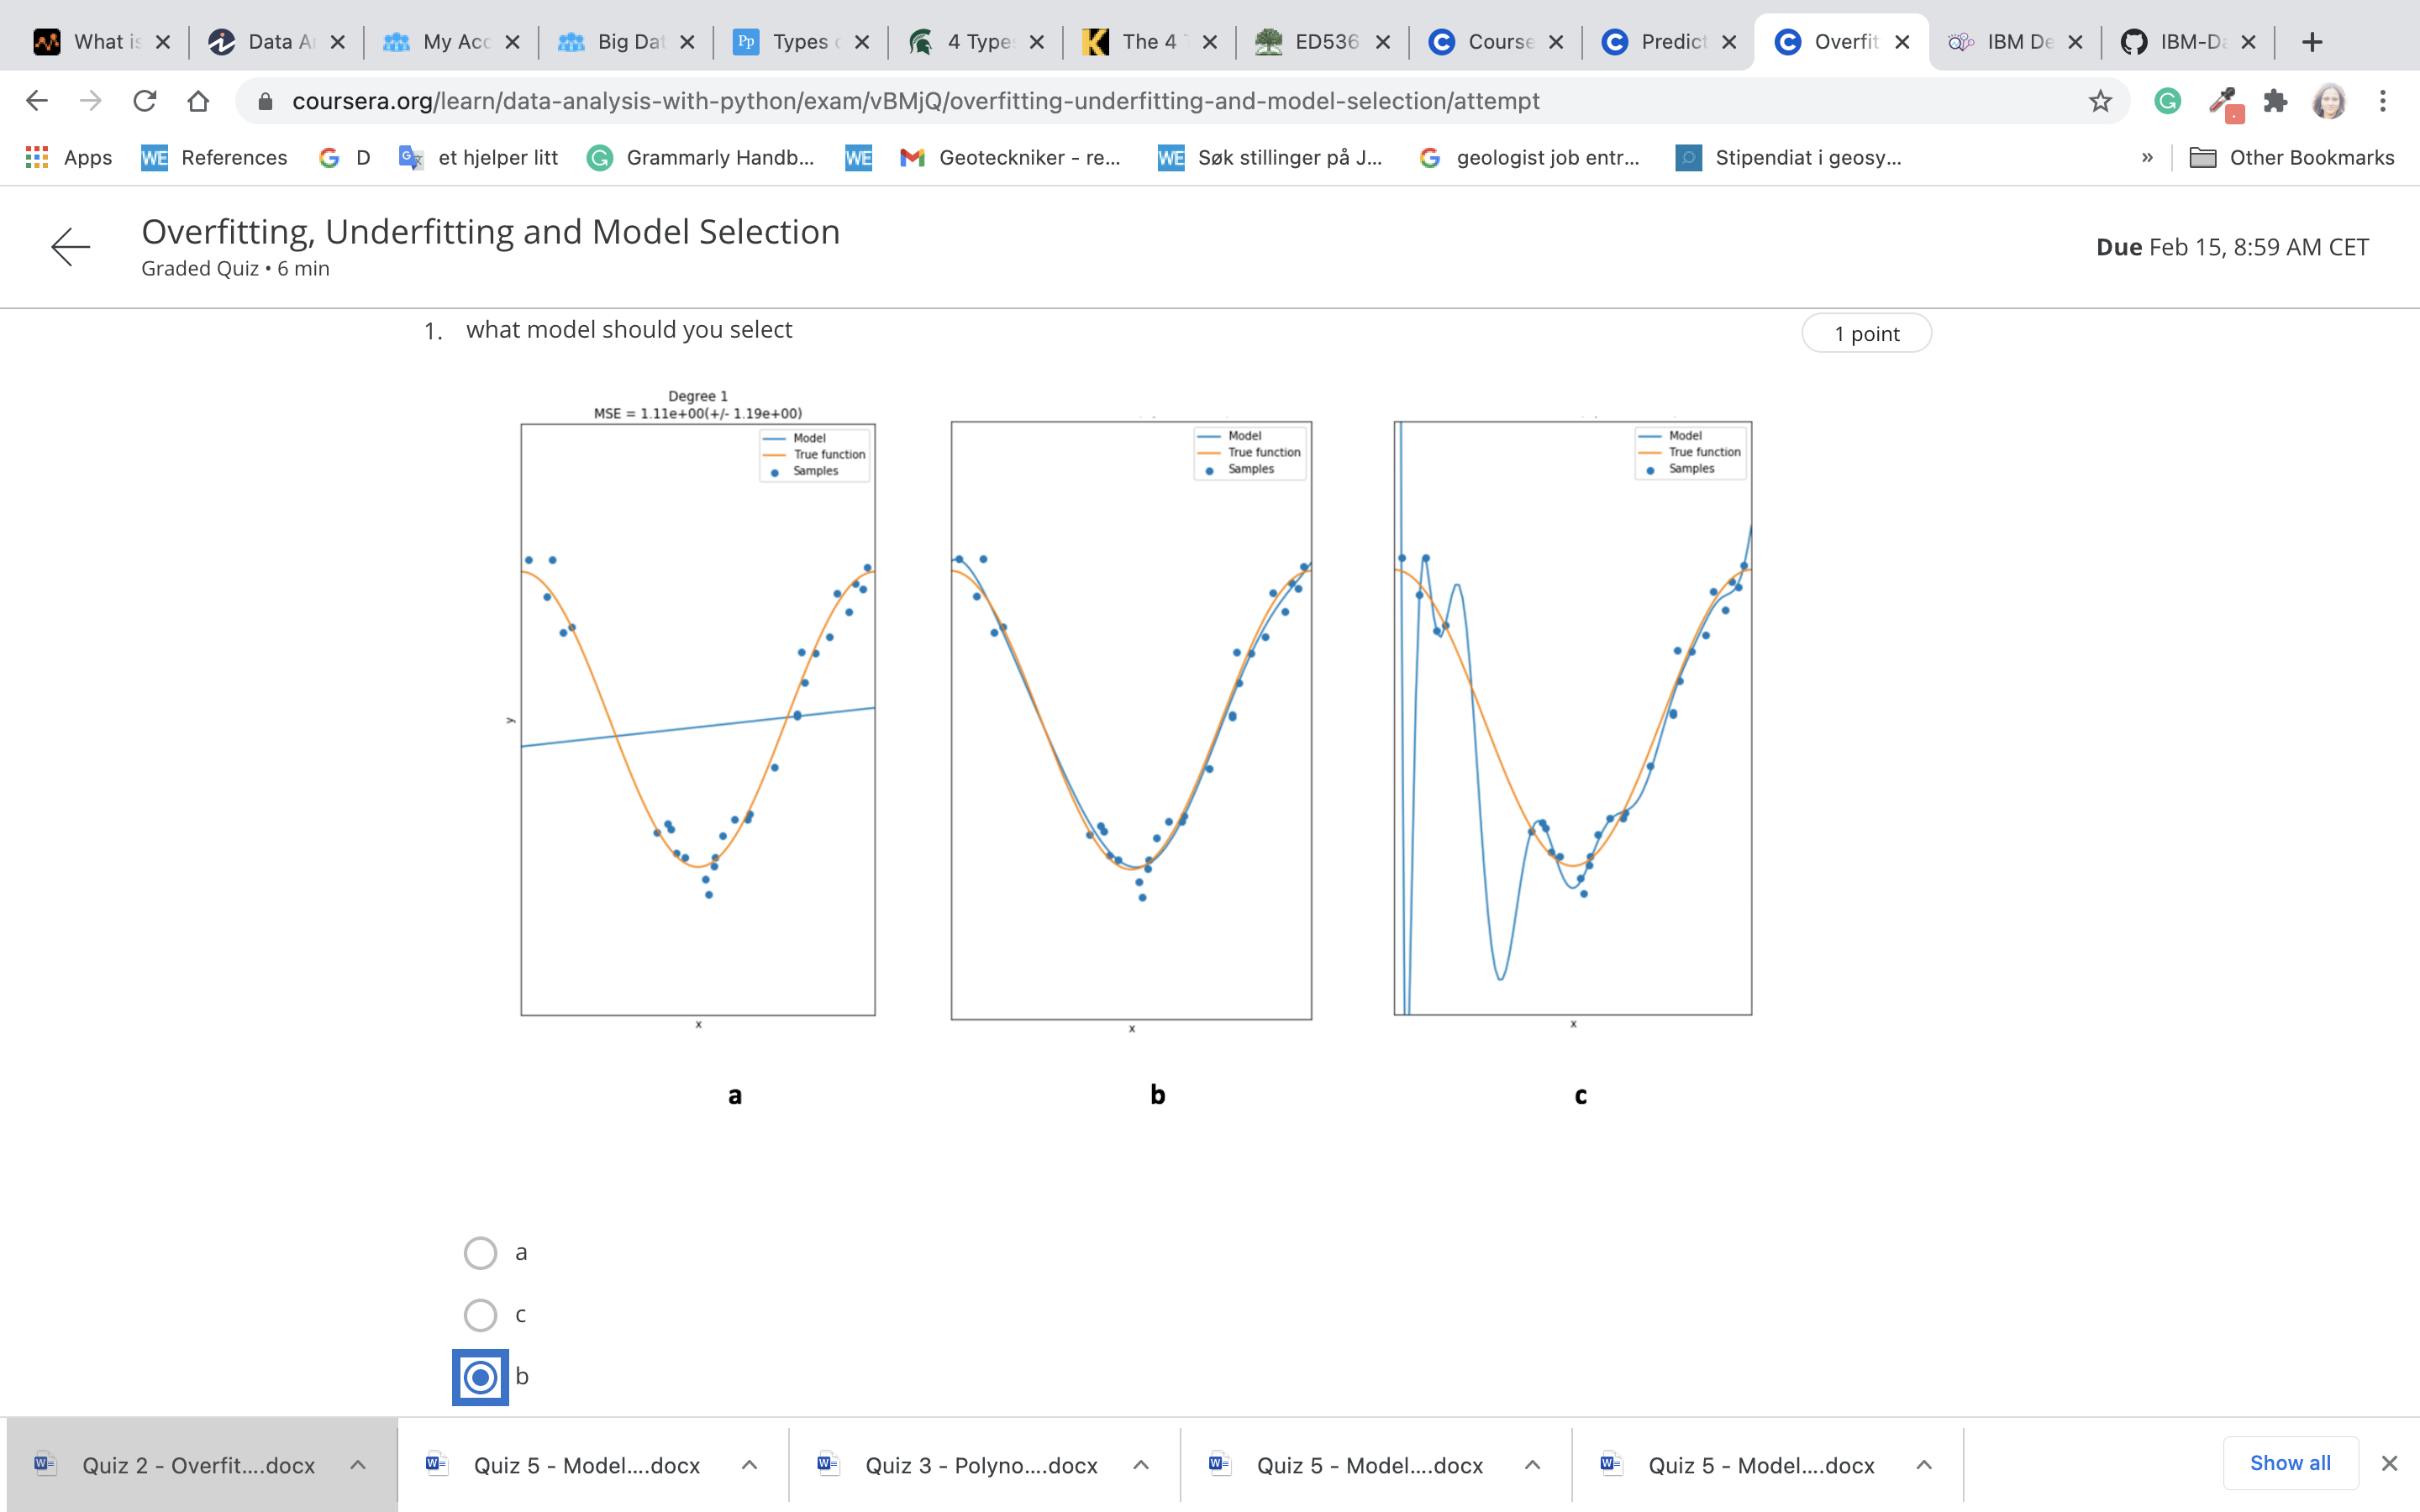 What is Data A My Acc Big Dat Types 4 Type The 4 ED536 Course Predict Overfit IBM De IBM-Da
coursera.org/learn/data-analysis-with-python/exam/vBMjQ/overfitting-underfitting-and-model-selection/attempt
Apps WE References D et hjelper litt Grammarly Handb... WE Geoteckniker - re... WE Søk stillinger på J... geologist job entr... Stipendiat i geosy... » Other Bookmarks
Overfitting, Underfitting and Model Selection
Graded Quiz • 6 min
Due Feb 15, 8:59 AM CET
1. what model should you select
1 point
Degree 1
MSE = 1.11e+00(+/- 1.19e+00)
Model
True function
Samples
y
x
Model
True function
Samples
x
Model
True function
Samples
x
a b c
a
c
b
Quiz 2 - Overfit....docx Quiz 5 - Model....docx Quiz 3 - Polyno....docx Quiz 5 - Model....docx Quiz 5 - Model....docx Show all